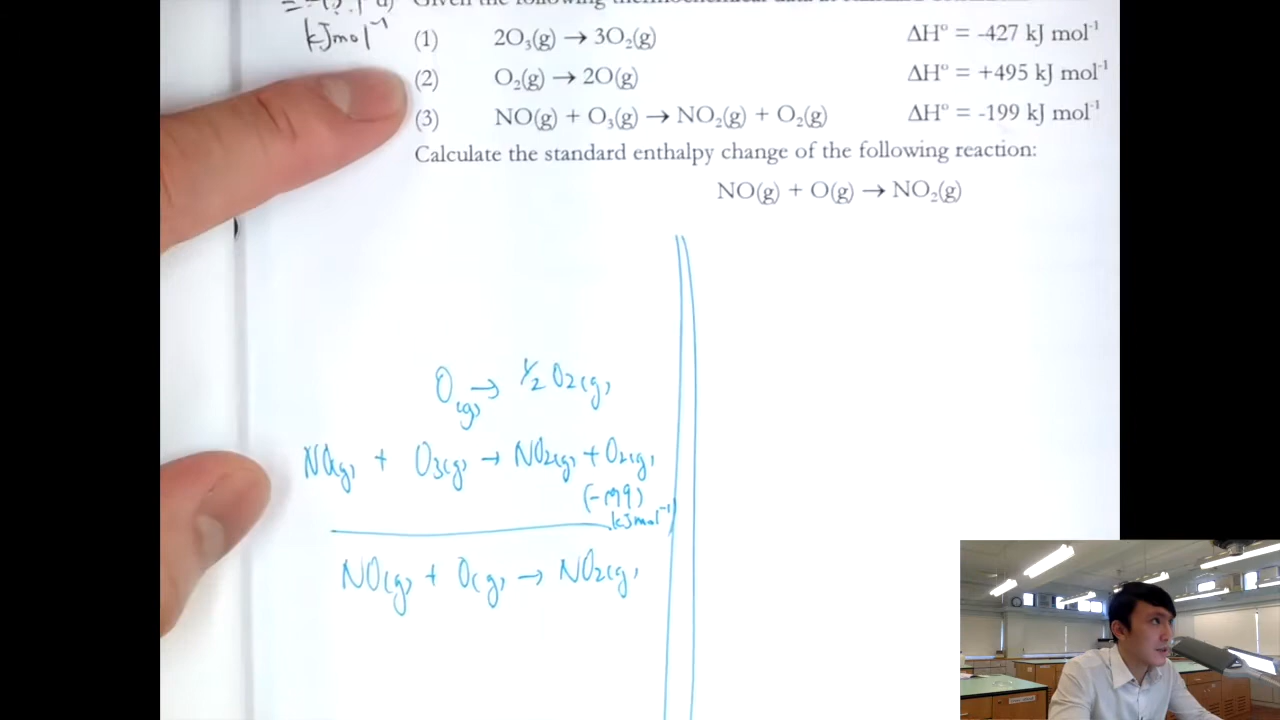 kJmol⁻¹
(1) 2O₃(g) → 3O₂(g) ΔH° = -427 kJ mol⁻¹
(2) O₂(g) → 2O(g) ΔH° = +495 kJ mol⁻¹
(3) NO(g) + O₃(g) → NO₂(g) + O₂(g) ΔH° = -199 kJ mol⁻¹
Calculate the standard enthalpy change of the following reaction:
NO(g) + O(g) → NO₂(g)
O(g) → ½ O₂(g)
NO(g) + O₃(g) → NO₂(g) + O₂(g)
(-199)
kJmol⁻¹
NO(g) + O(g) → NO₂(g)